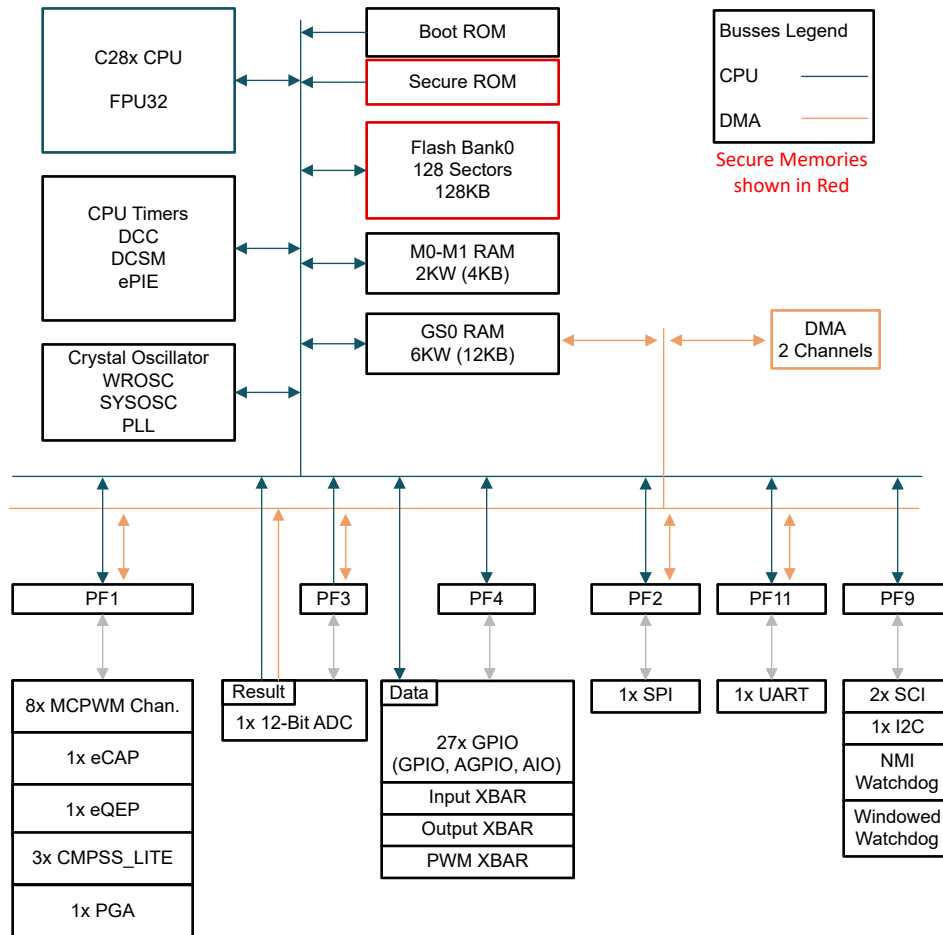 C28x CPU
FPU32
Boot ROM
Secure ROM
Flash Bank0
128 Sectors
128KB
Busses Legend
CPU
DMA
Secure Memories
shown in Red
CPU Timers
DCC
DCSM
ePIE
M0-M1 RAM
2KW (4KB)
GS0 RAM
6KW (12KB)
DMA
2 Channels
Crystal Oscillator
WROSC
SYSOSC
PLL
PF1
PF3
PF4
PF2
PF11
PF9
8x MCPWM Chan.
1x eCAP
1x eQEP
3x CMPSS_LITE
1x PGA
Result
1x 12-Bit ADC
Data
27x GPIO
(GPIO, AGPIO, AIO)
Input XBAR
Output XBAR
PWM XBAR
1x SPI
1x UART
2x SCI
1x I2C
NMI
Watchdog
Windowed
Watchdog